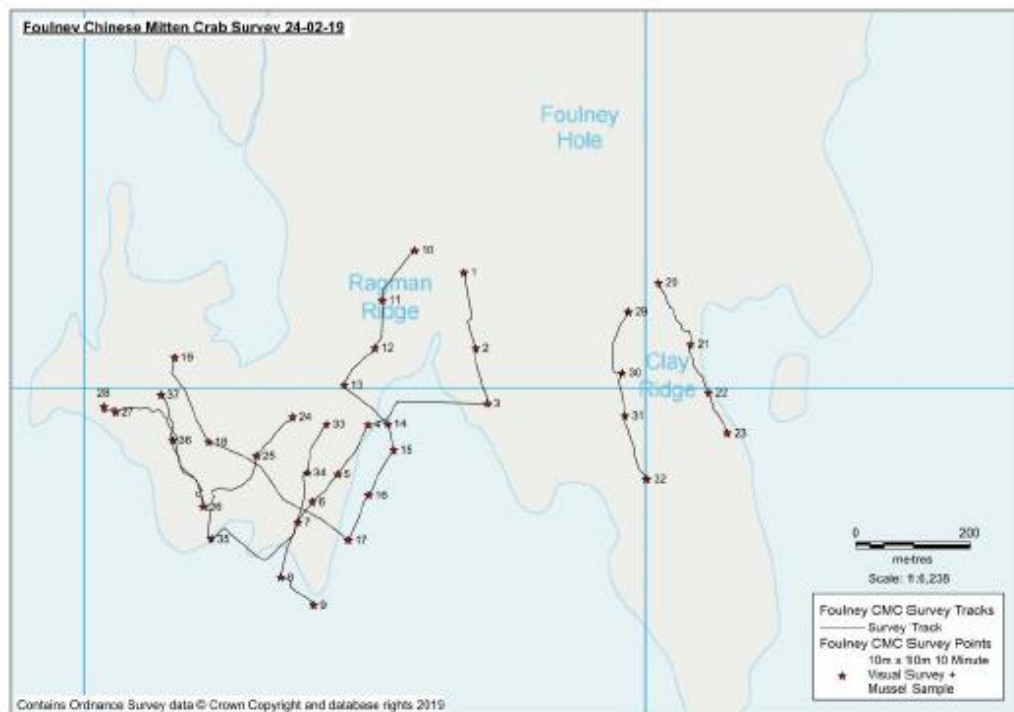 Foulney Chinese Mitten Crab Survey 24-02-19
Foulney
Hole
10
1
Ragman
Ridge
11
29
12
2
21
19
30
Clay
Ridge
13
37
22
28
27
3
24
33
4
14
31
23
38
18
25
15
34
5
32
16
26
6
7
35
17
8
9
0 200
metres
Scale: 1:6,238
Foulney CMC Survey Tracks
Survey Track
Foulney CMC Survey Points
10m x 10m 10 Minute
Visual Survey +
Mussel Sample
Contains Ordnance Survey data © Crown Copyright and database rights 2019